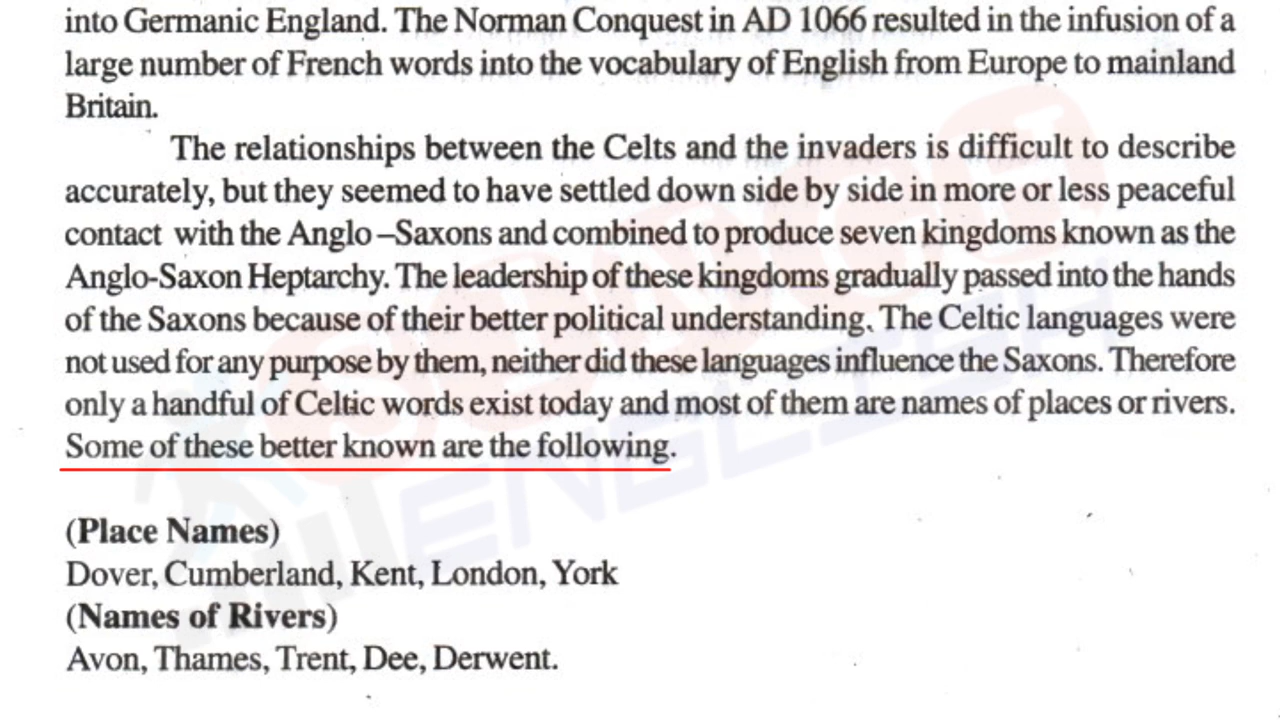 into Germanic England. The Norman Conquest in AD 1066 resulted in the infusion of a
large number of French words into the vocabulary of English from Europe to mainland
Britain.
The relationships between the Celts and the invaders is difficult to describe
accurately, but they seemed to have settled down side by side in more or less peaceful
contact with the Anglo –Saxons and combined to produce seven kingdoms known as the
Anglo-Saxon Heptarchy. The leadership of these kingdoms gradually passed into the hands
of the Saxons because of their better political understanding. The Celtic languages were
not used for any purpose by them, neither did these languages influence the Saxons. Therefore
only a handful of Celtic words exist today and most of them are names of places or rivers.
Some of these better known are the following.
(Place Names)
Dover, Cumberland, Kent, London, York
(Names of Rivers)
Avon, Thames, Trent, Dee, Derwent.
ENGLISH